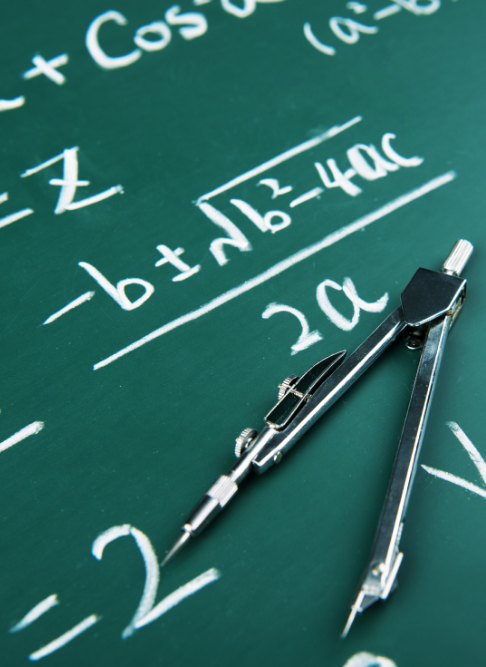 + Cos
(a²-b
= z
-b±√b²-4ac
2a
= 2